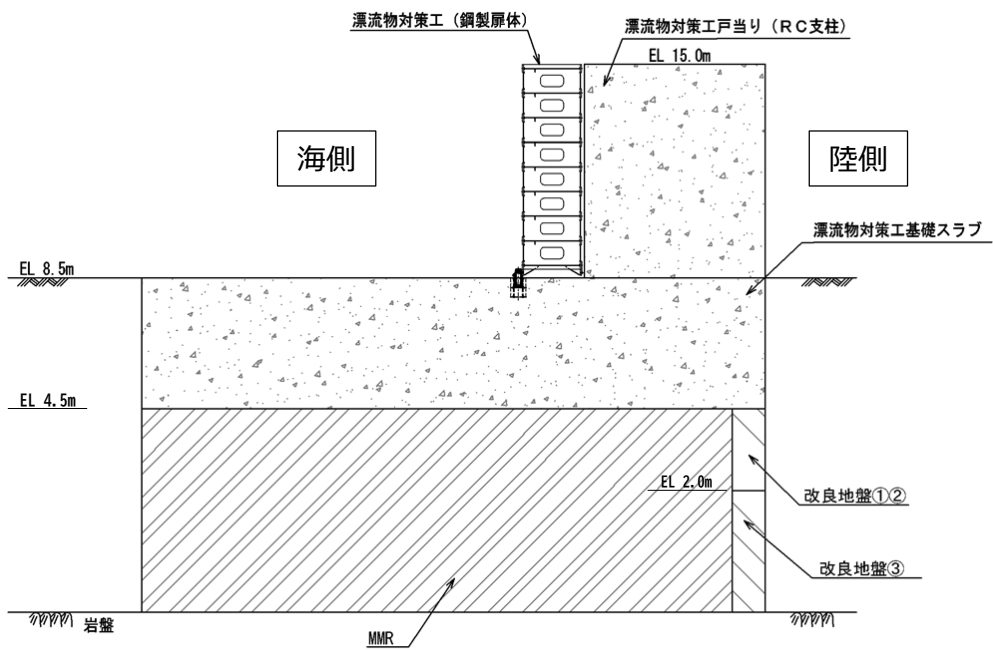 漂流物対策工（鋼製扉体）
漂流物対策工戸当り（ＲＣ支柱）
EL 15.0m
海側
陸側
漂流物対策工基礎スラブ
EL 8.5m
EL 4.5m
EL 2.0m
改良地盤①②
改良地盤③
岩盤
MMR